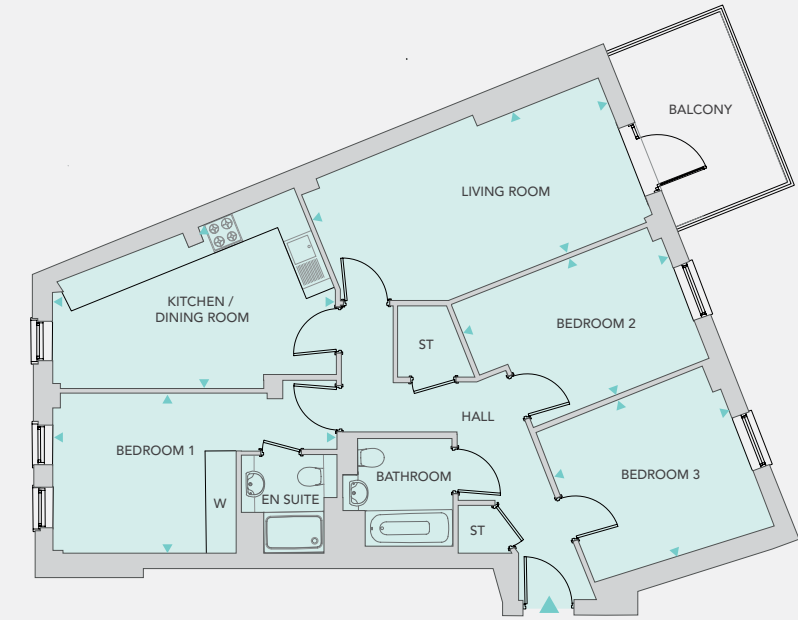 BALCONY
LIVING ROOM
KITCHEN /
DINING ROOM
BEDROOM 2
ST
HALL
BEDROOM 1
BATHROOM
BEDROOM 3
W
EN SUITE
ST